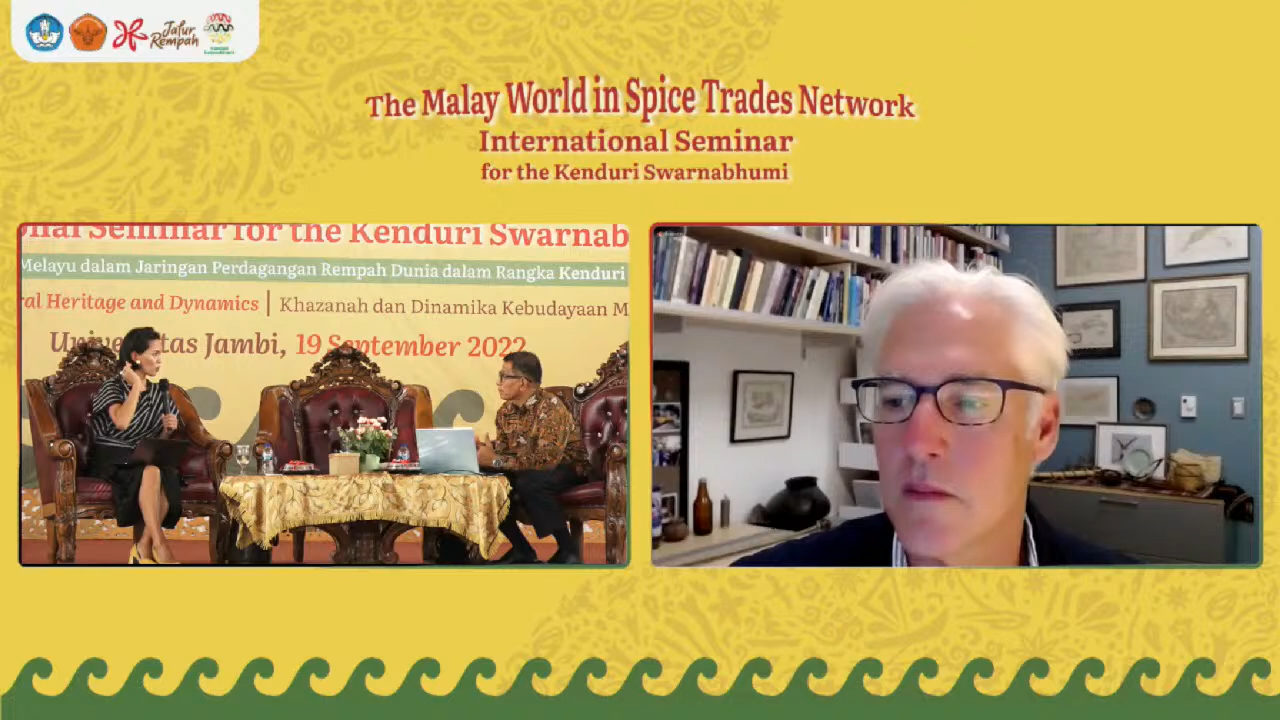 Jalur
Rempah
The Malay World in Spice Trades Network
International Seminar
for the Kenduri Swarnabhumi
Seminar for the Kenduri Swarnab
Melayu dalam Jaringan Perdagangan Rempah Dunia dalam Rangka Kenduri
al Heritage and Dynamics | Khazanah dan Dinamika Kebudayaan M
Universitas Jambi, 19 September 2022